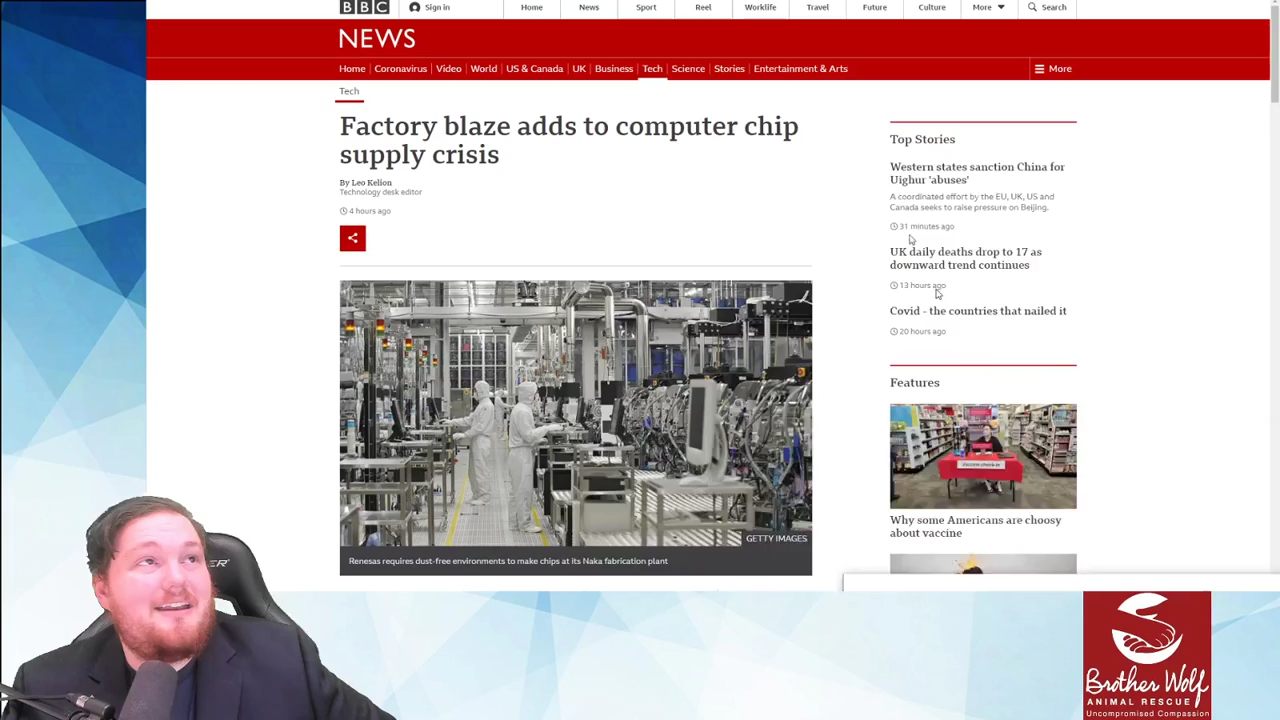 BBC
Sign in
Home
News
Sport
Reel
Worklife
Travel
Future
Culture
More
Search
NEWS
Home
Coronavirus
Video
World
US & Canada
UK
Business
Tech
Science
Stories
Entertainment & Arts
More
Tech
Factory blaze adds to computer chip
supply crisis
By Leo Kelion
Technology desk editor
4 hours ago
GETTY IMAGES
Renesas requires dust-free environments to make chips at its Naka fabrication plant
Top Stories
Western states sanction China for
Uighur 'abuses'
A coordinated effort by the EU, UK, US and
Canada seeks to raise pressure on Beijing.
31 minutes ago
UK daily deaths drop to 17 as
downward trend continues
13 hours ago
Covid - the countries that nailed it
20 hours ago
Features
Why some Americans are choosy
about vaccine
Brother Wolf
ANIMAL RESCUE
Uncompromised Compassion